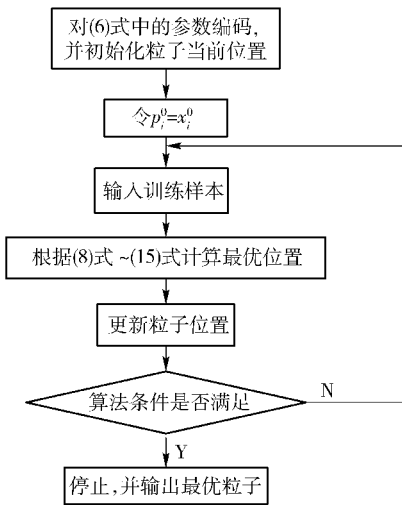 对(6)式中的参数编码,
并初始化粒了当前位置
令p_i^0=x_i^0
输入训练样本
根据(8)式 ~(15)式计算最优位置
更新粒子位置
算法条件是否满足
N
Y
停止,并输出最优粒子